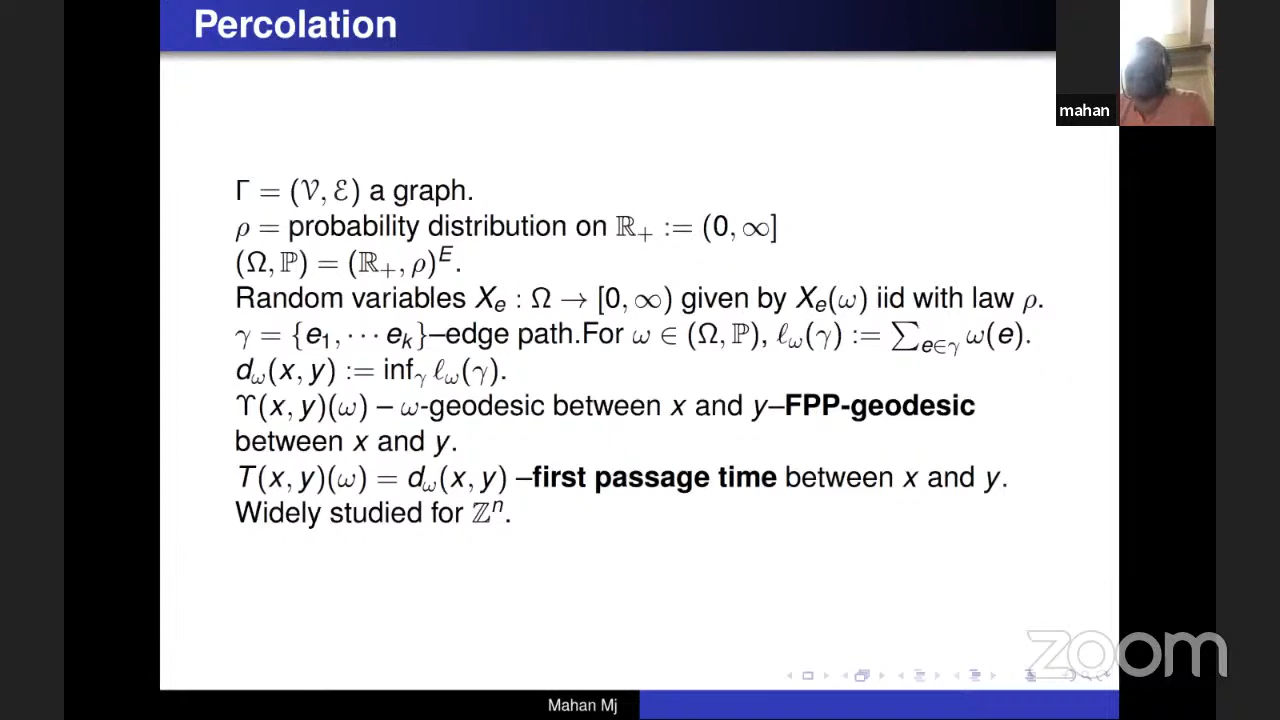 Percolation
mahan
Γ = (𝒱, ℰ) a graph.
ρ = probability distribution on ℝ₊ := (0, ∞]
(Ω, ℙ) = (ℝ₊, ρ)^E.
Random variables X_e : Ω → [0, ∞) given by X_e(ω) iid with law ρ.
γ = {e₁, ⋯ e_k}–edge path.For ω ∈ (Ω, ℙ), ℓ_ω(γ) := ∑_{e∈γ} ω(e).
d_ω(x, y) := inf_γ ℓ_ω(γ).
ϒ(x, y)(ω) – ω-geodesic between x and y–FPP-geodesic
between x and y.
T(x, y)(ω) = d_ω(x, y) –first passage time between x and y.
Widely studied for ℤⁿ.
zoom
Mahan Mj